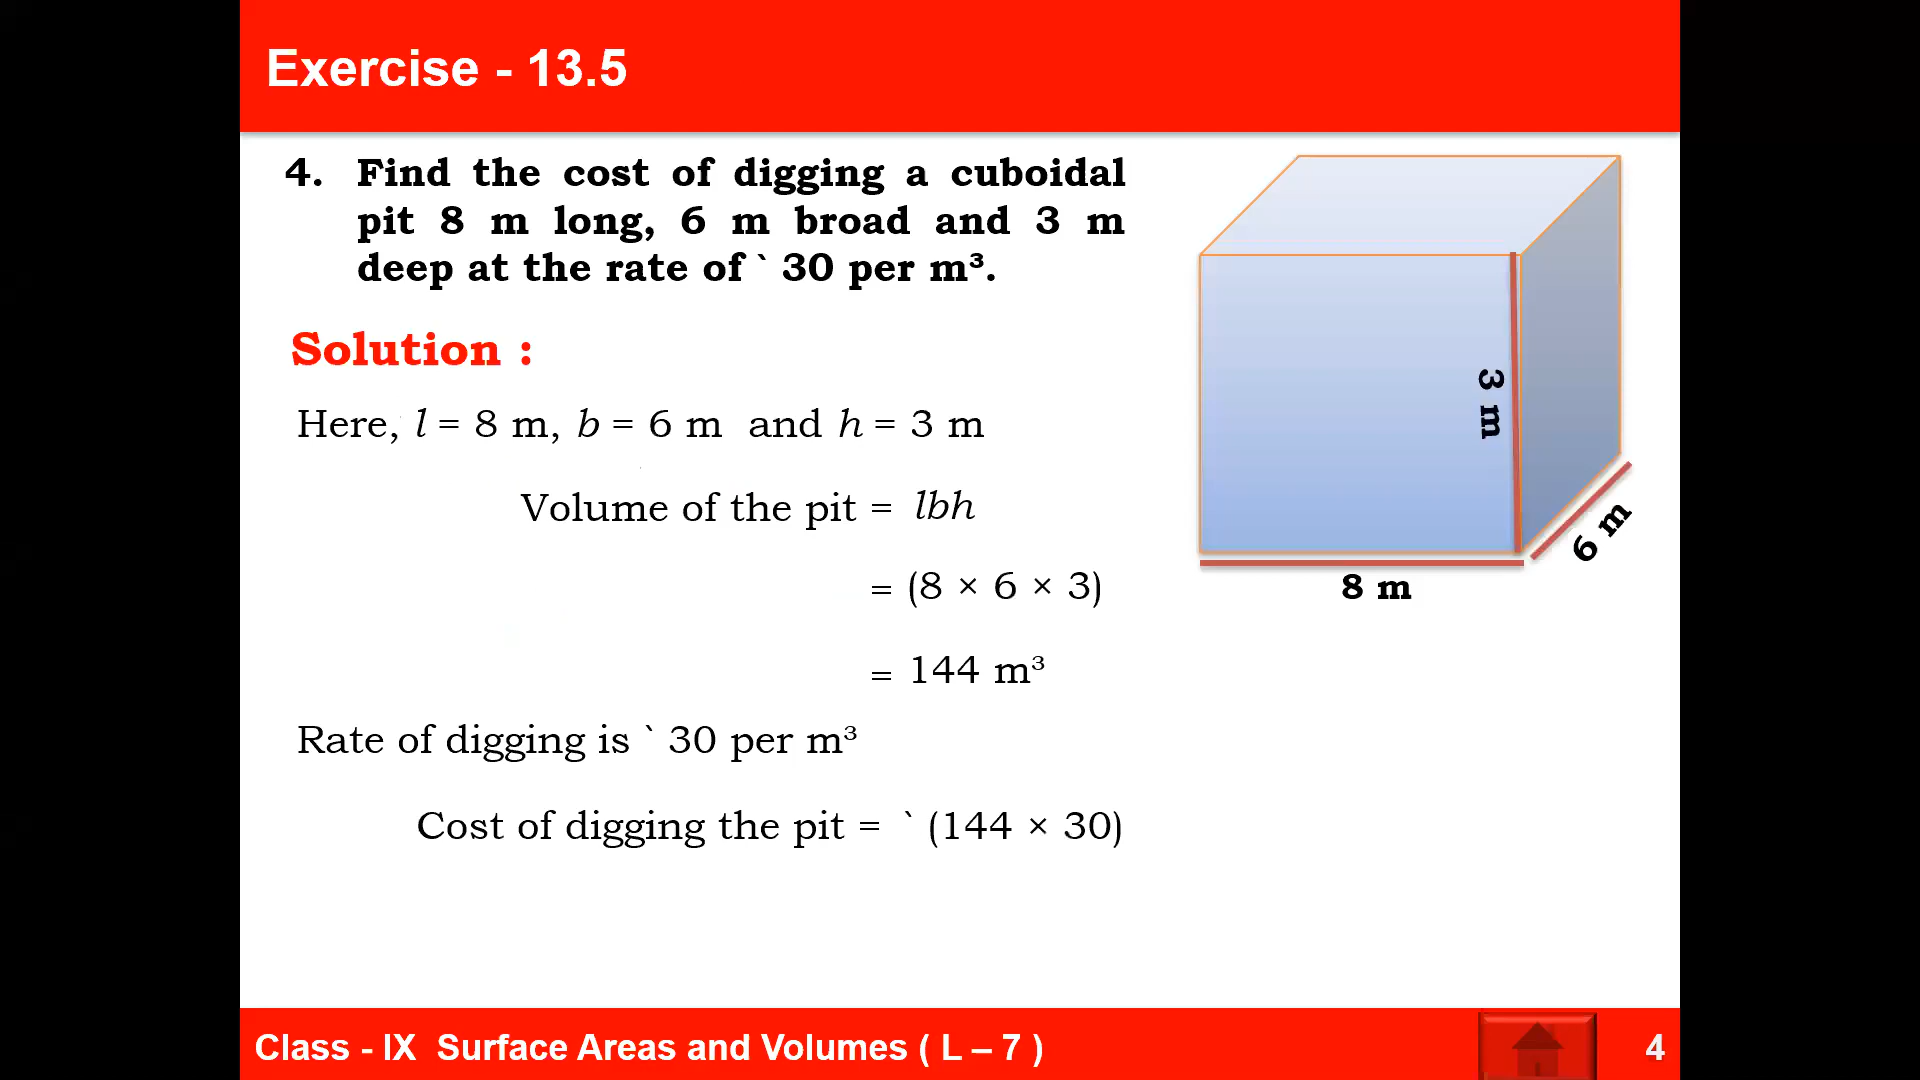 Exercise - 13.5
4. Find the cost of digging a cuboidal
pit 8 m long, 6 m broad and 3 m
deep at the rate of ` 30 per m³.
Solution :
Here, l = 8 m, b = 6 m and h = 3 m
Volume of the pit = lbh
= (8 × 6 × 3)
= 144 m³
Rate of digging is ` 30 per m³
Cost of digging the pit = ` (144 × 30)
3 m
6 m
8 m
Class - IX Surface Areas and Volumes ( L – 7 )
4